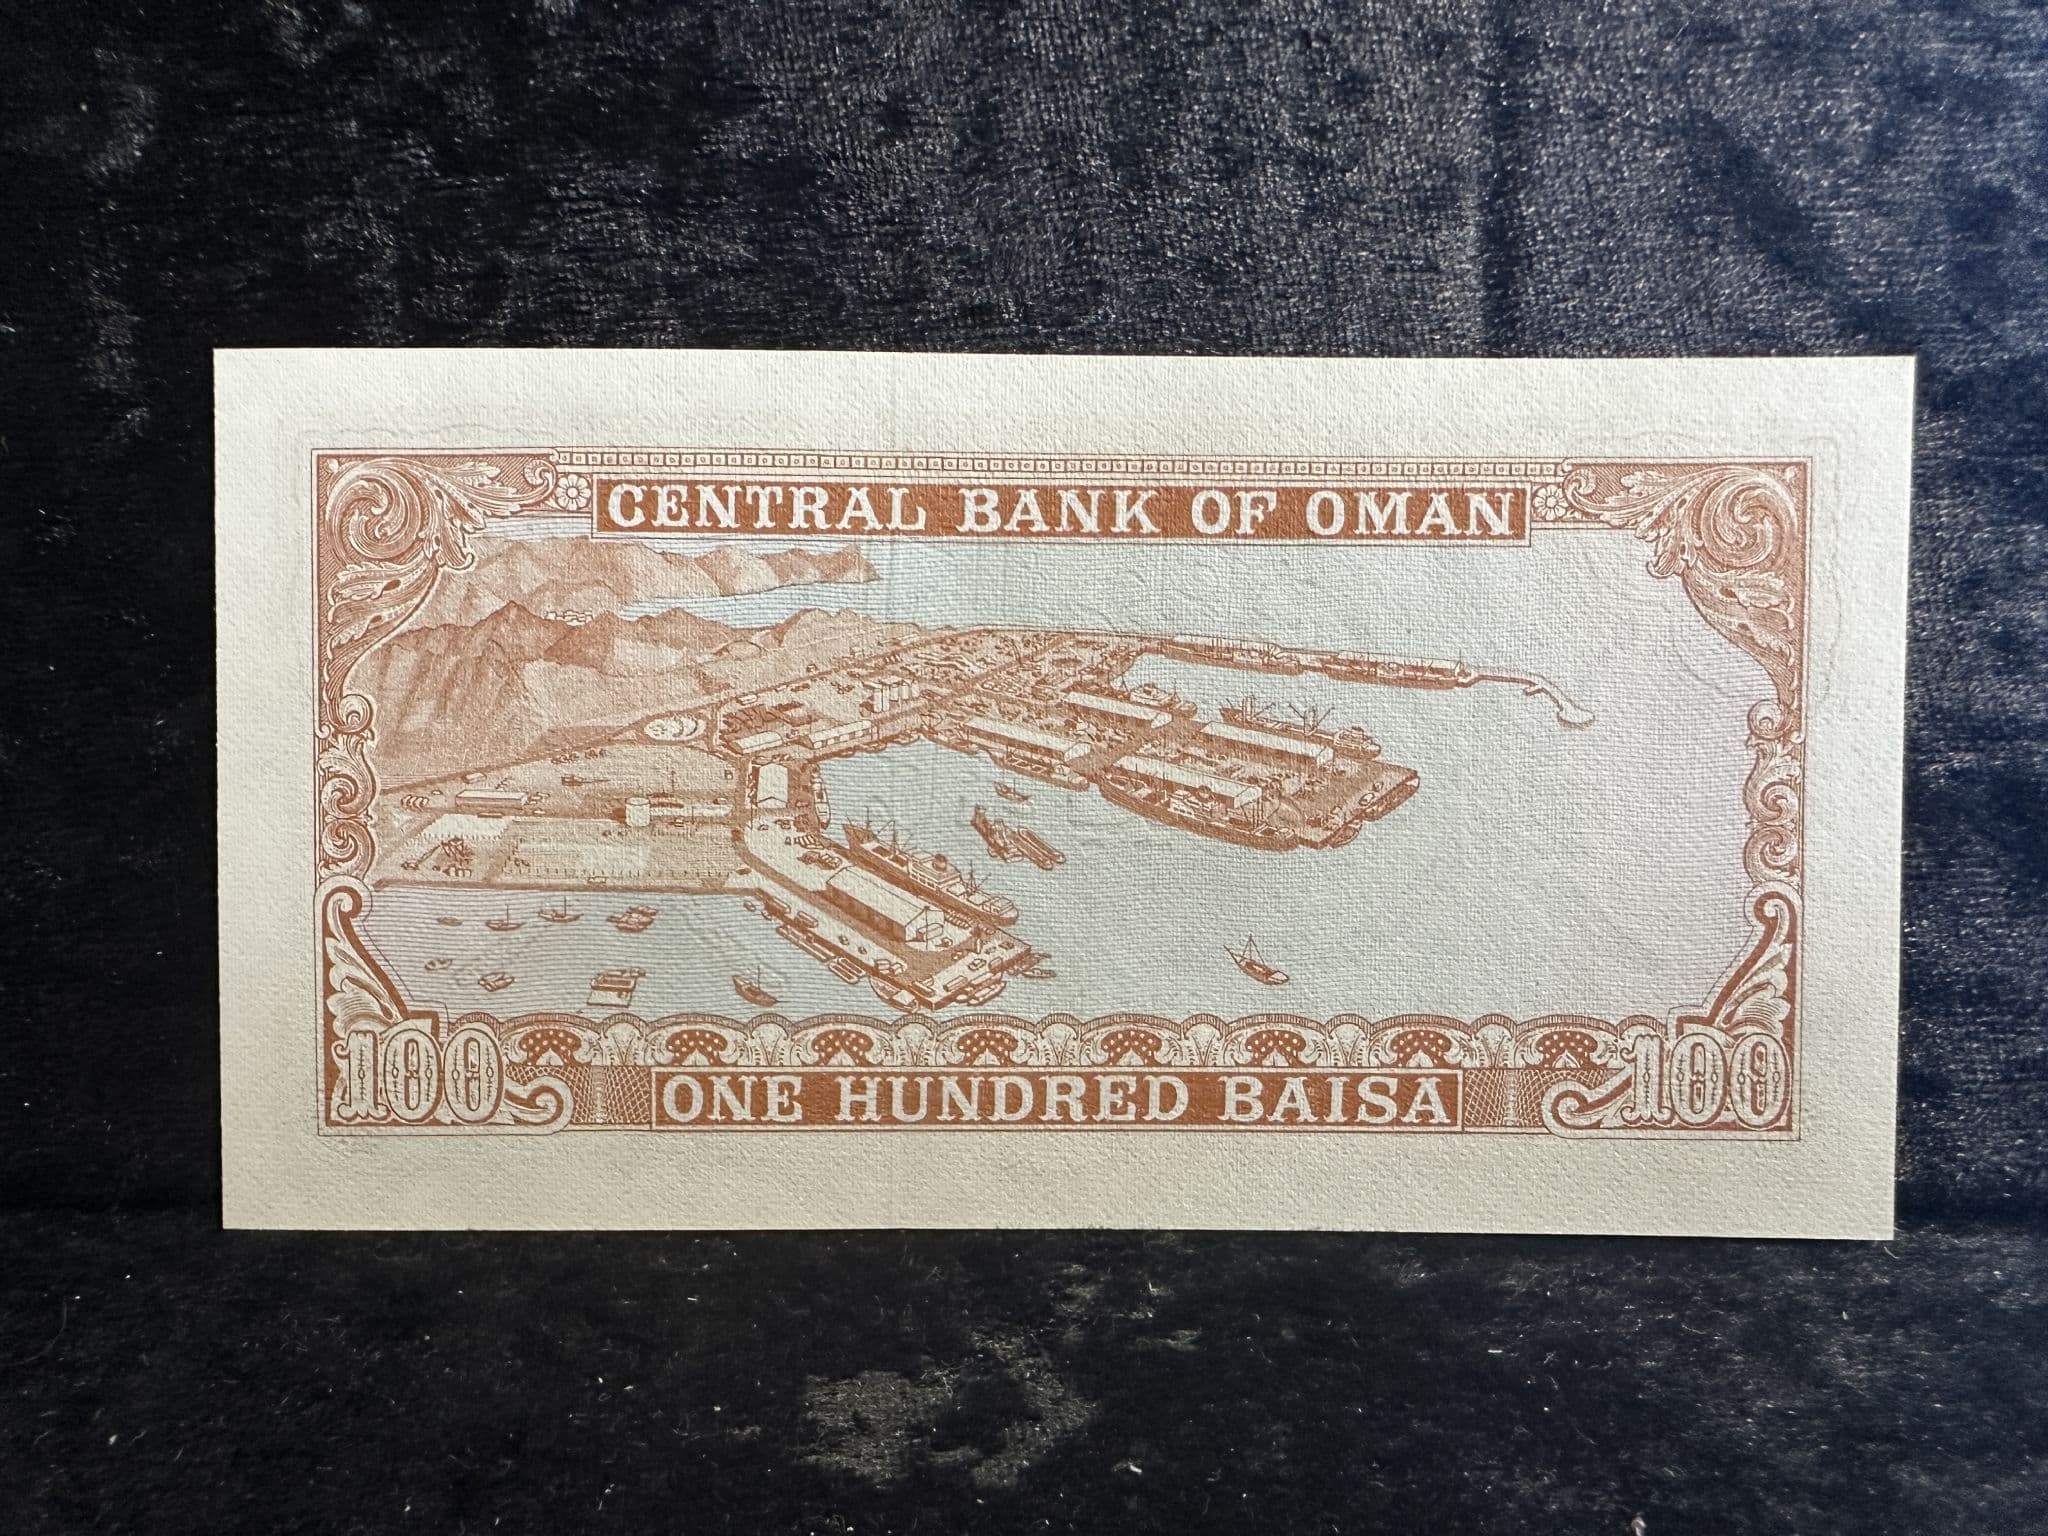 CENTRAL BANK OF OMAN
100 ONE HUNDRED BAISA 100